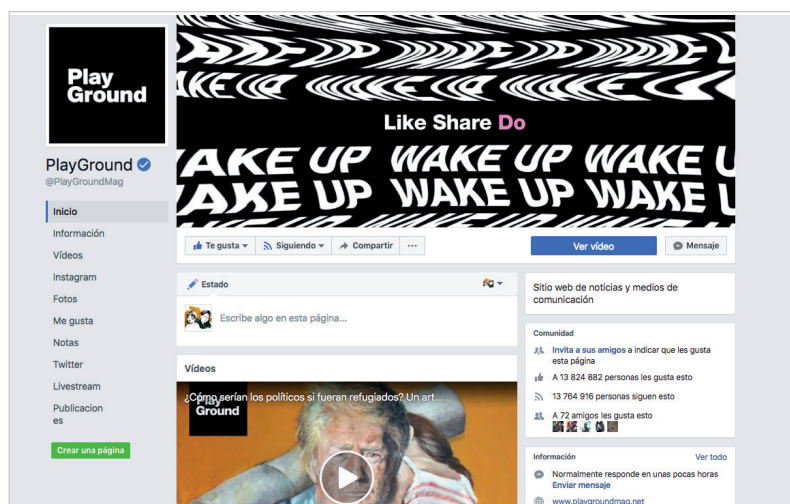 Play
Ground
PlayGround
@PlayGroundMag
Inicio
Información
Vídeos
Instagram
Fotos
Me gusta
Notas
Twitter
Livestream
Publicacion
es
Crear una página
WAKE UP
Like Share Do
AKE UP WAKE UP WAKE U
AKE UP WAKE UP WAKE U
Te gusta
Siguiendo
Compartir
Ver vídeo
Mensaje
Estado
Escribe algo en esta página...
Vídeos
¿Cómo serían los políticos si fueran refugiados? Un art...
Play
Ground
Sitio web de noticias y medios de
comunicación
Comunidad
Invita a sus amigos a indicar que les gusta
esta página
A 13 824 882 personas les gusta esto
13 764 916 personas siguen esto
A 72 amigos les gusta esto
Información
Ver todo
Normalmente responde en unas pocas horas
Enviar mensaje
www.playgroundmag.net